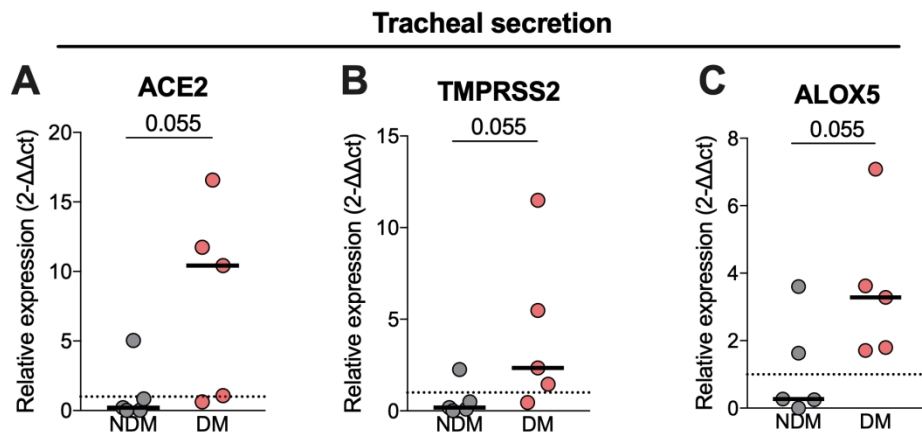 Tracheal secretion
A
ACE2
Relative expression (2-ΔΔct)
20
15
10
5
0
0.055
NDM
DM
B
TMPRSS2
Relative expression (2-ΔΔct)
15
10
5
0
0.055
NDM
DM
C
ALOX5
Relative expression (2-ΔΔct)
8
6
4
2
0
0.055
NDM
DM